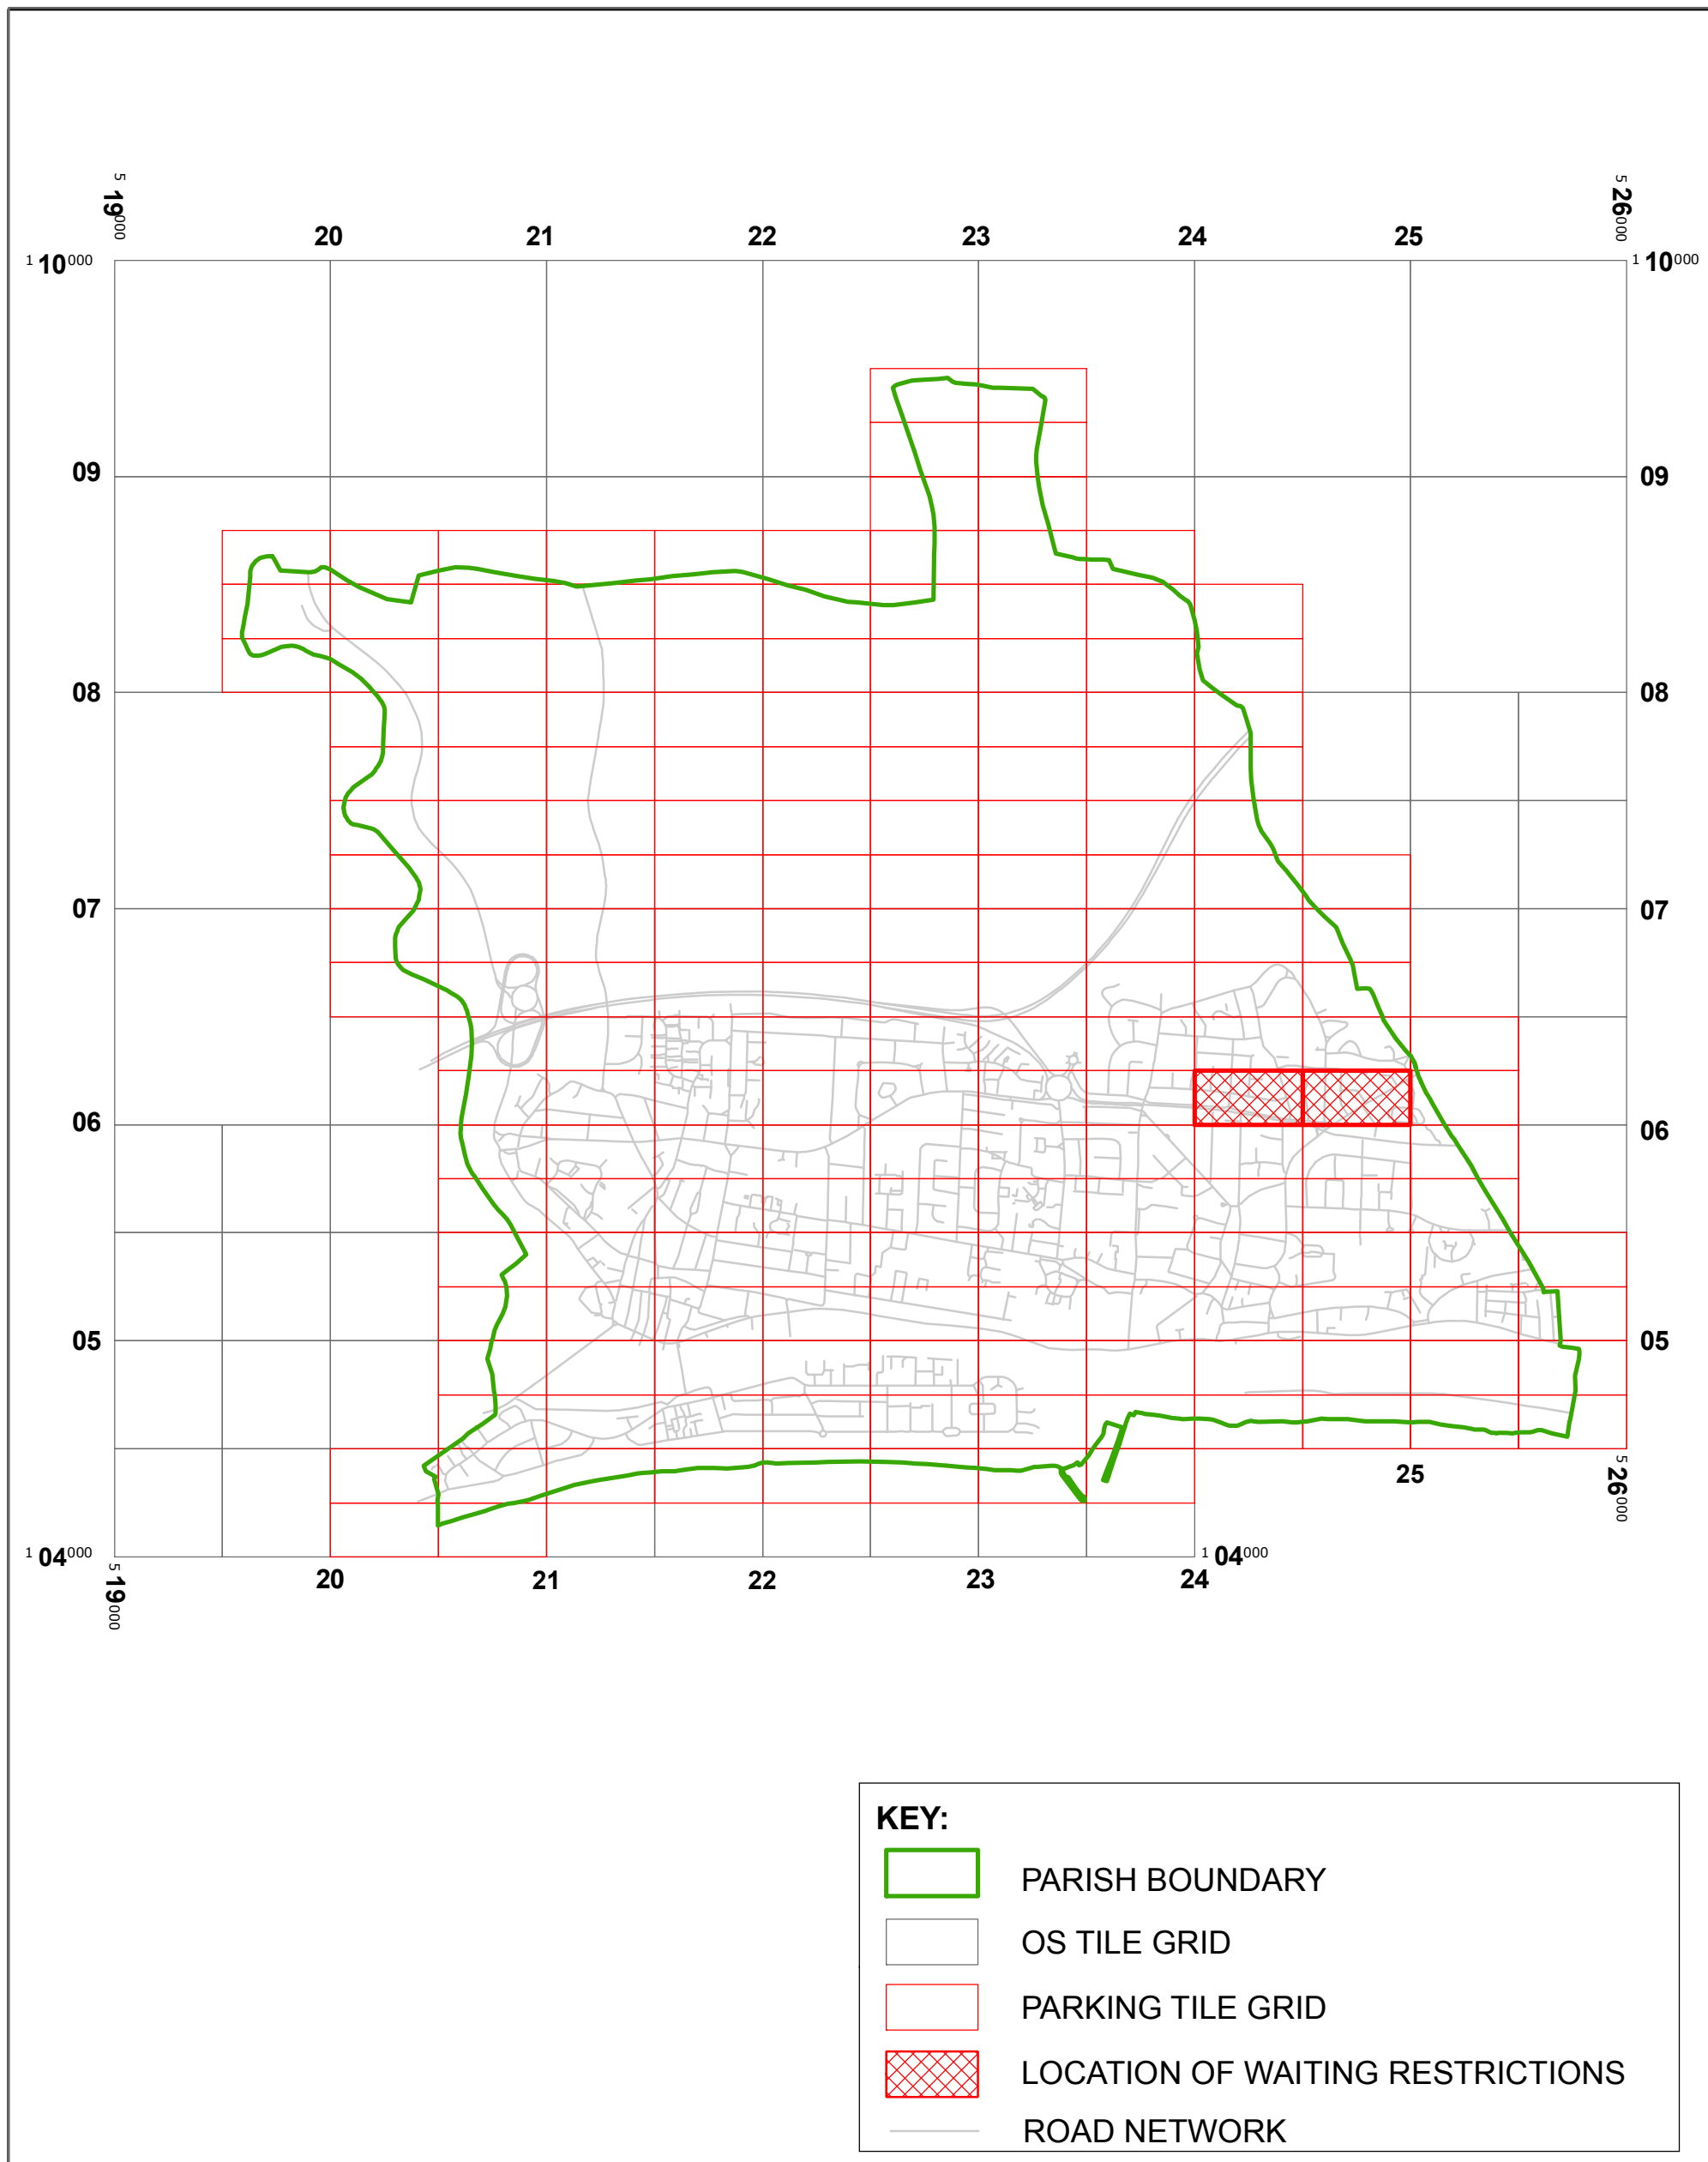 5 19000
5 26000
20 21 22 23 24 25
1 10000
1 10000
09
09
08
08
07
07
06
06
05
05
25
5 26000
1 04000
1 04000
5 19000
20 21 22 23 24
KEY:
PARISH BOUNDARY
OS TILE GRID
PARKING TILE GRID
LOCATION OF WAITING RESTRICTIONS
ROAD NETWORK